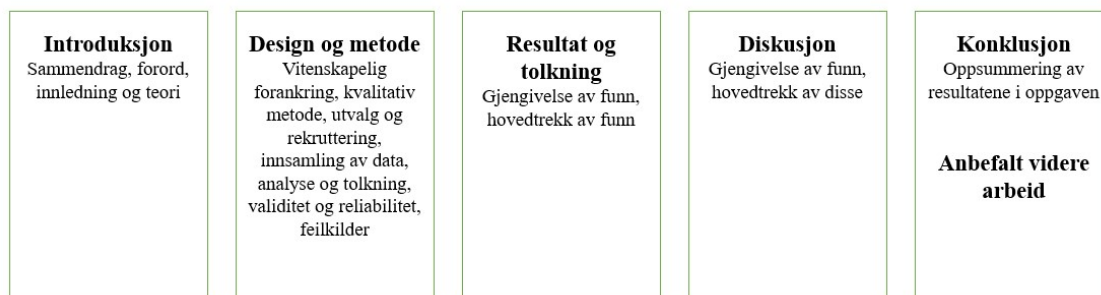 Introduksjon
Sammendrag, forord,
innledning og teori
Design og metode
Vitenskapelig
forankring, kvalitativ
metode, utvalg og
rekruttering,
innsamling av data,
analyse og tolkning,
validitet og reliabilitet,
feilkilder
Resultat og
tolkning
Gjengivelse av funn,
hovedtrekk av funn
Diskusjon
Gjengivelse av funn,
hovedtrekk av disse
Konklusjon
Oppsummering av
resultatene i oppgaven
Anbefalt videre
arbeid